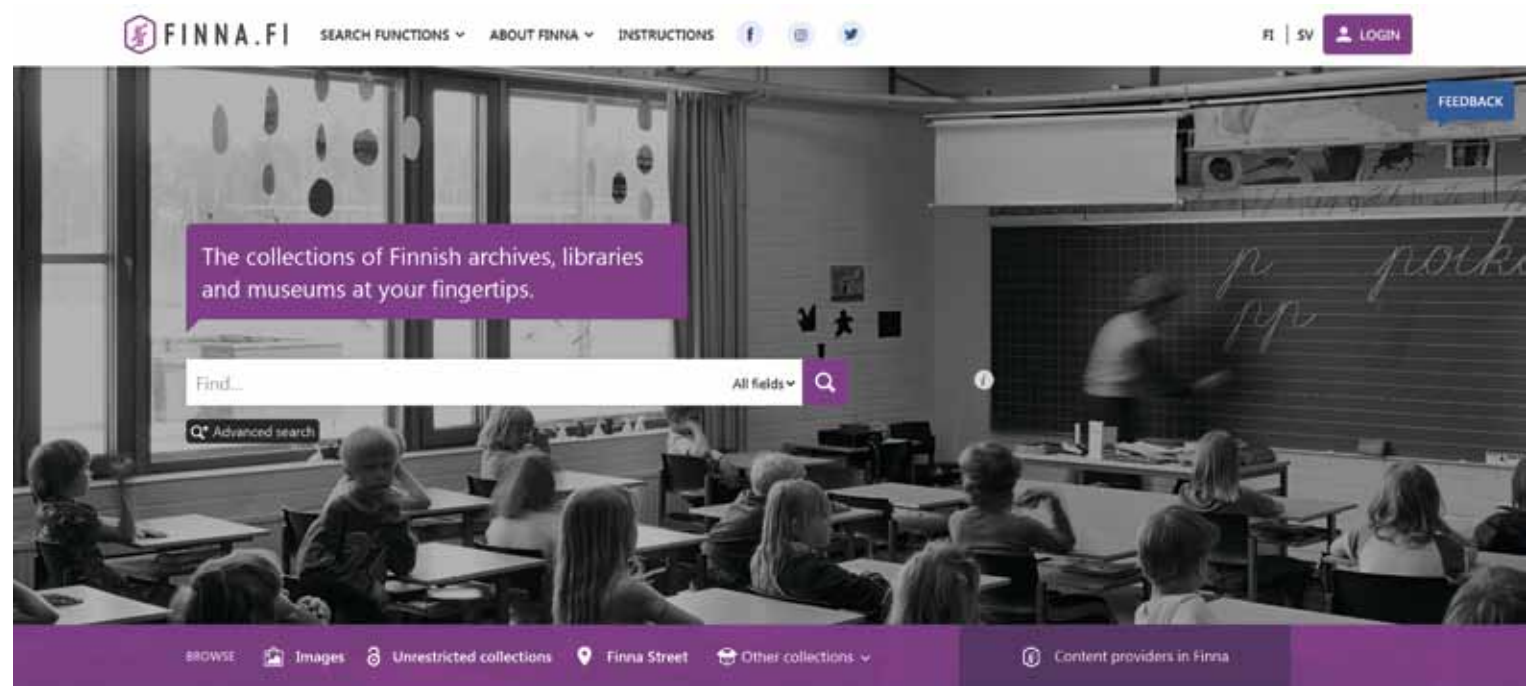 FINNA.FI
SEARCH FUNCTIONS
ABOUT FINNA
INSTRUCTIONS
FI | SV
LOGIN
FEEDBACK
The collections of Finnish archives, libraries
and museums at your fingertips.
p poik
pp
Find...
All fields
Advanced search
BROWSE
Images
Unrestricted collections
Finna Street
Other collections
Content providers in Finna